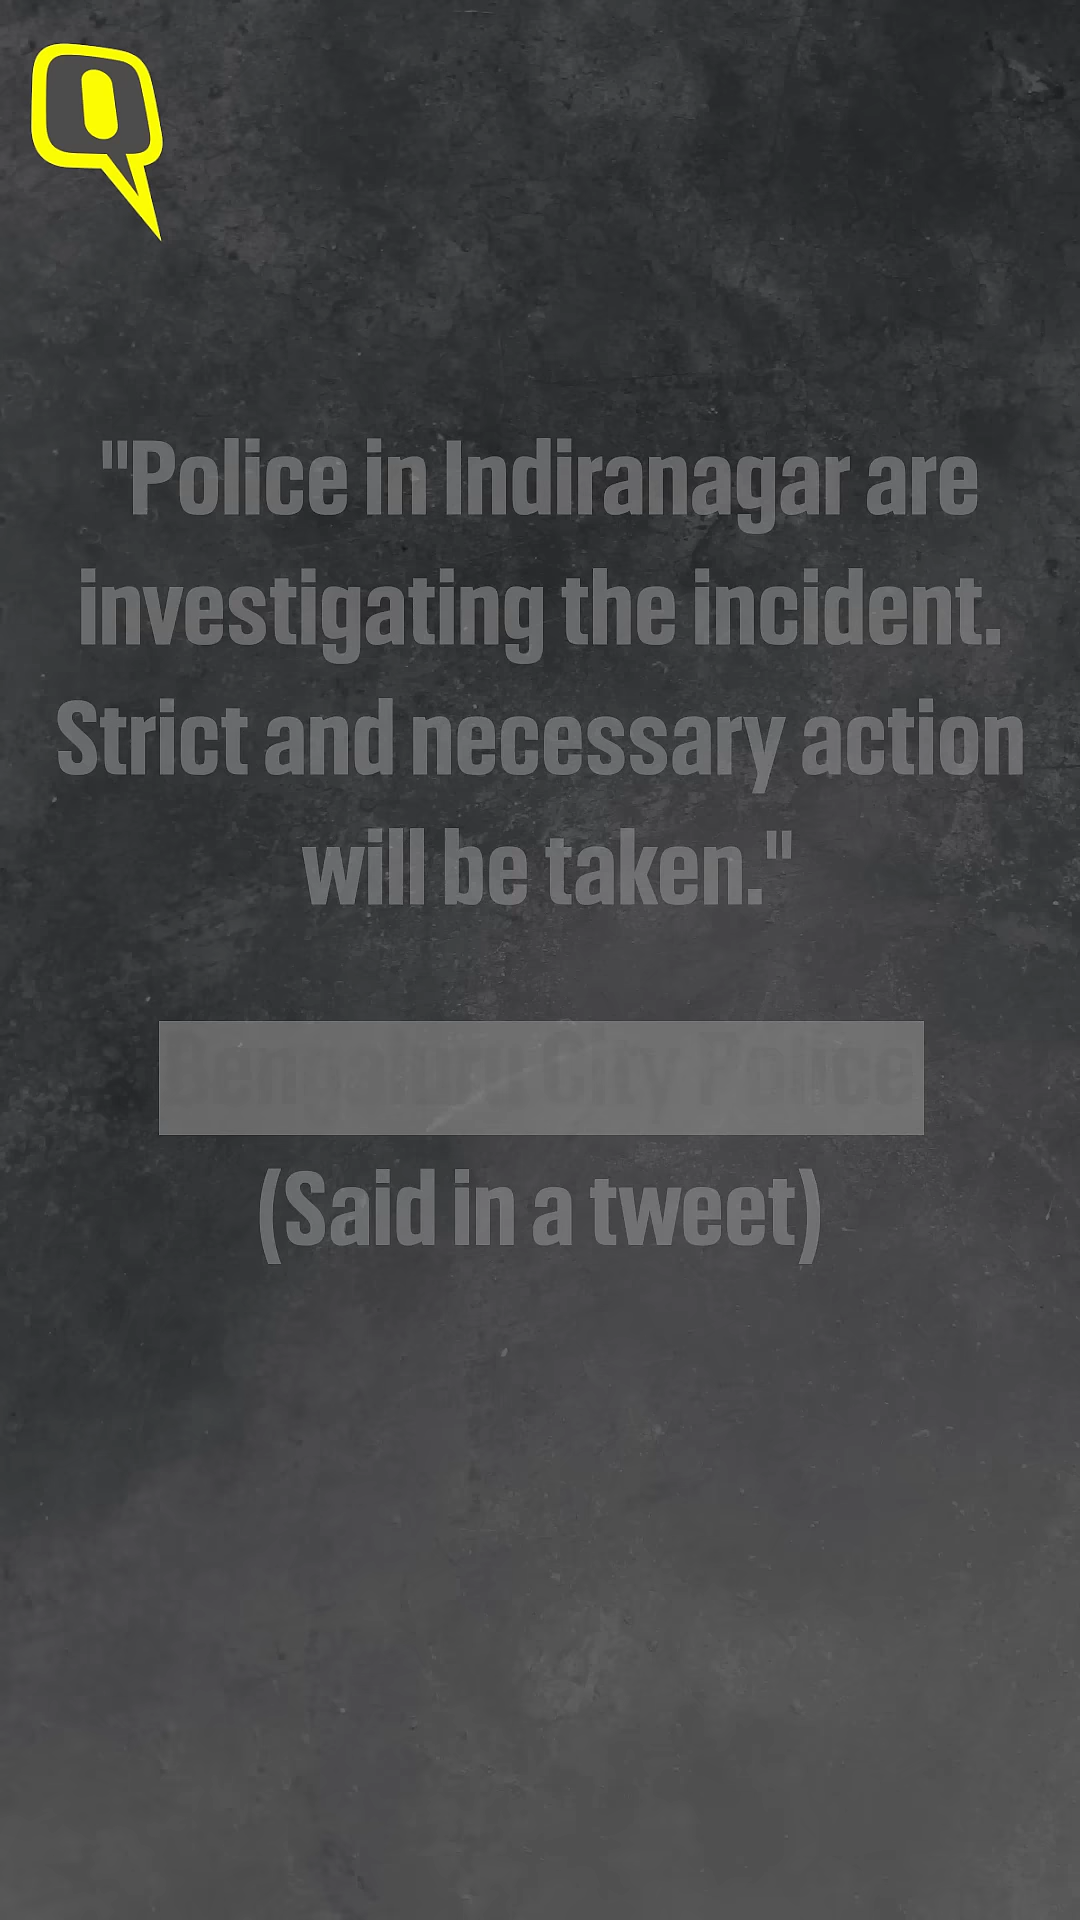 Q
"Police in Indiranagar are
investigating the incident.
Strict and necessary action
will be taken."
Bengaluru City Police
(Said in a tweet)